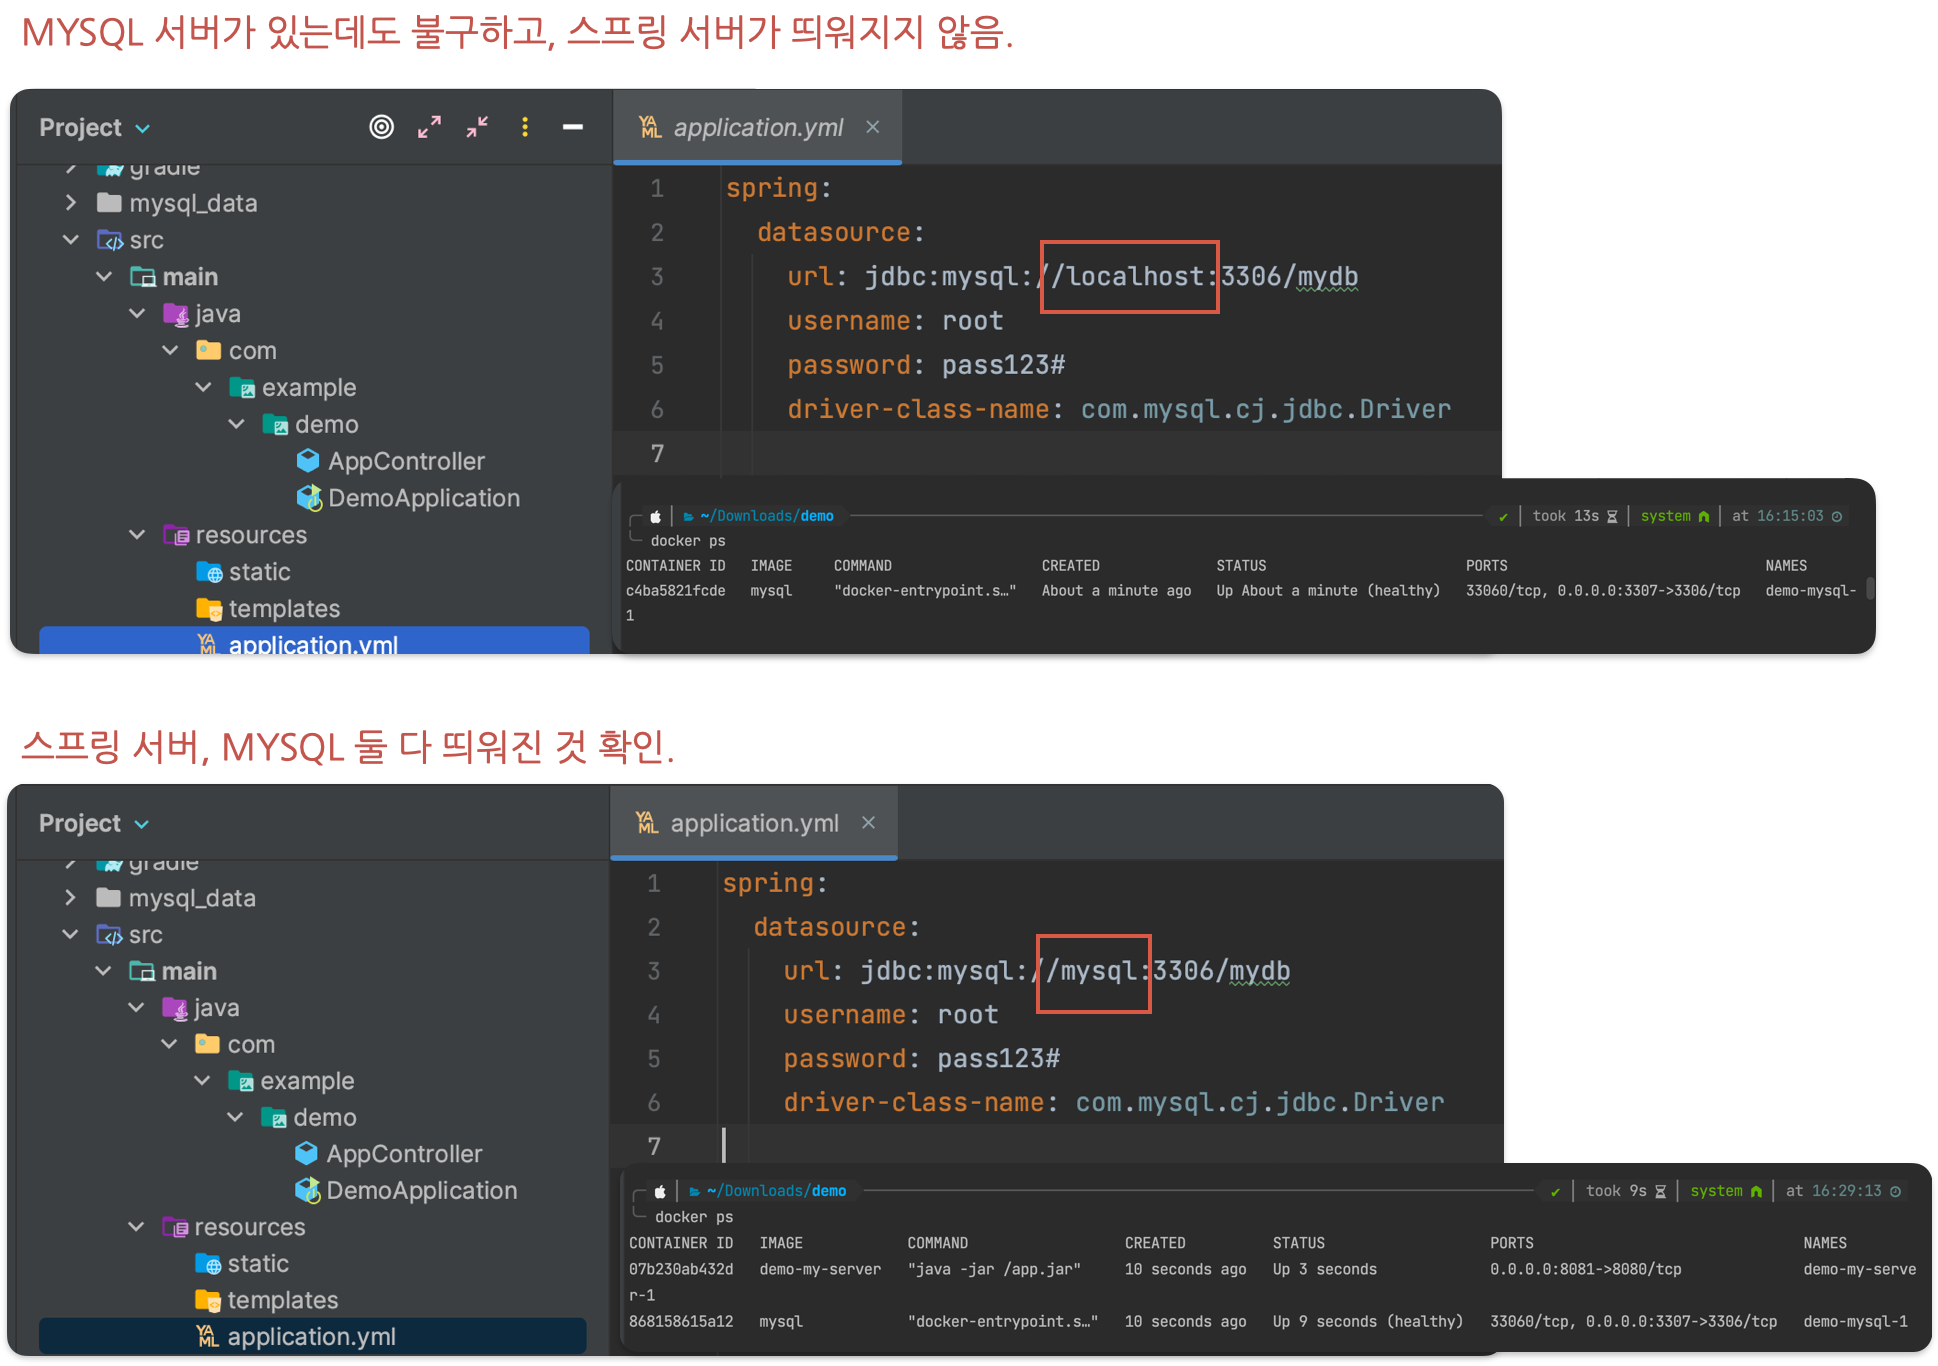 MYSQL 서버가 있는데도 불구하고, 스프링 서버가 띄워지지 않음.
Project
gradle
mysql_data
src
main
java
com
example
demo
AppController
DemoApplication
resources
static
templates
application.yml
application.yml
1 spring:
2 datasource:
3 url: jdbc:mysql://localhost:3306/mydb
4 username: root
5 password: pass123#
6 driver-class-name: com.mysql.cj.jdbc.Driver
7
~/Downloads/demo ✔ took 13s system at 16:15:03
docker ps
CONTAINER ID IMAGE COMMAND CREATED STATUS PORTS NAMES
c4ba5821fcde mysql "docker-entrypoint.s…" About a minute ago Up About a minute (healthy) 33060/tcp, 0.0.0.0:3307->3306/tcp demo-mysql-
1
스프링 서버, MYSQL 둘 다 띄워진 것 확인.
Project
gradle
mysql_data
src
main
java
com
example
demo
AppController
DemoApplication
resources
static
templates
application.yml
application.yml
1 spring:
2 datasource:
3 url: jdbc:mysql://mysql:3306/mydb
4 username: root
5 password: pass123#
6 driver-class-name: com.mysql.cj.jdbc.Driver
7
~/Downloads/demo ✔ took 9s system at 16:29:13
docker ps
CONTAINER ID IMAGE COMMAND CREATED STATUS PORTS NAMES
07b230ab432d demo-my-server "java -jar /app.jar" 10 seconds ago Up 3 seconds 0.0.0.0:8081->8080/tcp demo-my-serve
r-1
868158615a12 mysql "docker-entrypoint.s…" 10 seconds ago Up 9 seconds (healthy) 33060/tcp, 0.0.0.0:3307->3306/tcp demo-mysql-1